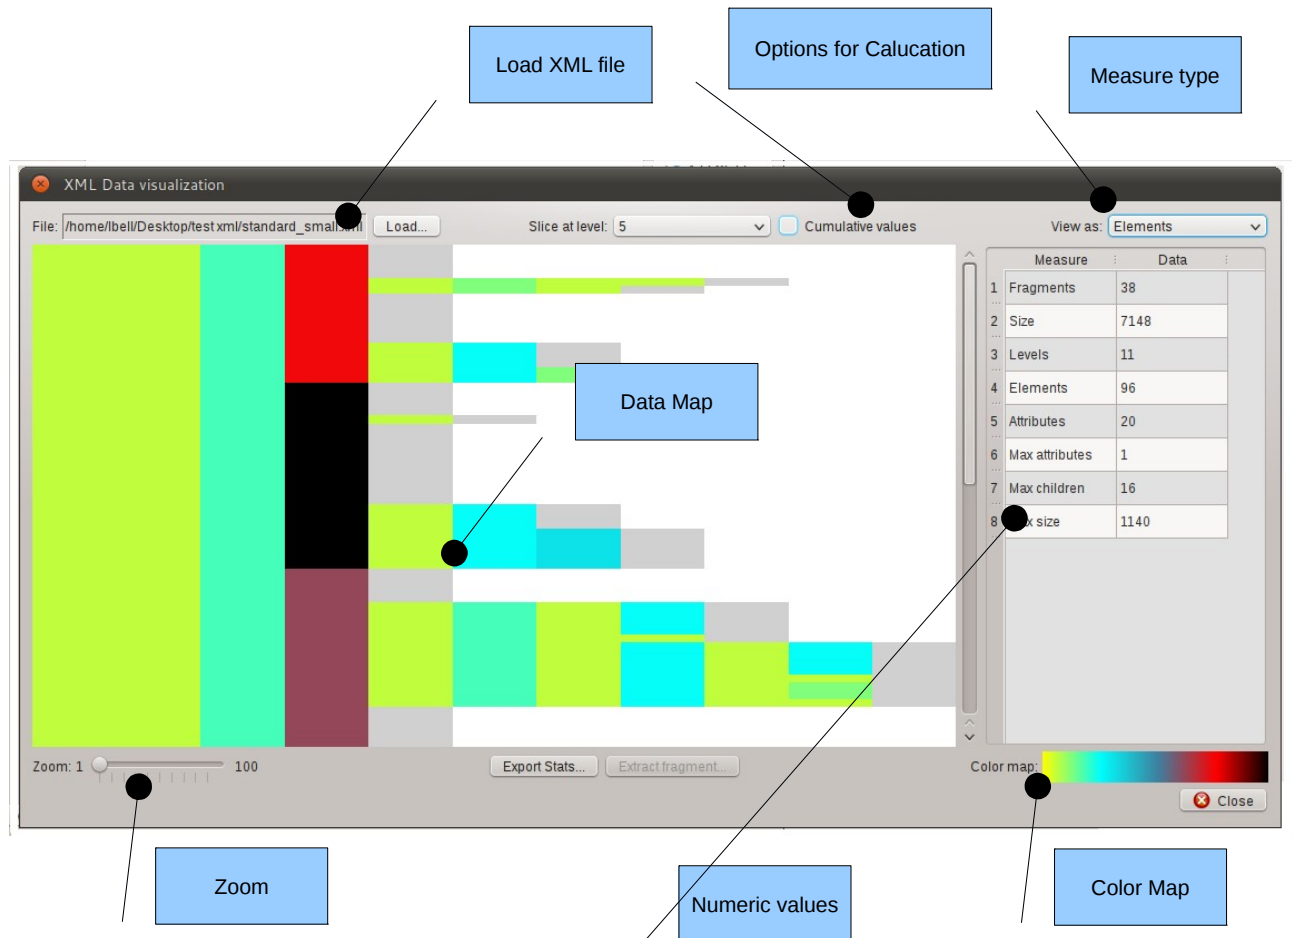 Load XML file
Options for Calucation
Measure type
XML Data visualization
File: /home/lbell/Desktop/test xml/standard_small.xml Load... Slice at level: 5 Cumulative values View as: Elements
Measure Data
1 Fragments 38
2 Size 7148
3 Levels 11
4 Elements 96
5 Attributes 20
6 Max attributes 1
7 Max children 16
8 Max size 1140
Data Map
Zoom: 1 100 Export Stats... Extract fragment... Color map:
Close
Zoom
Numeric values
Color Map